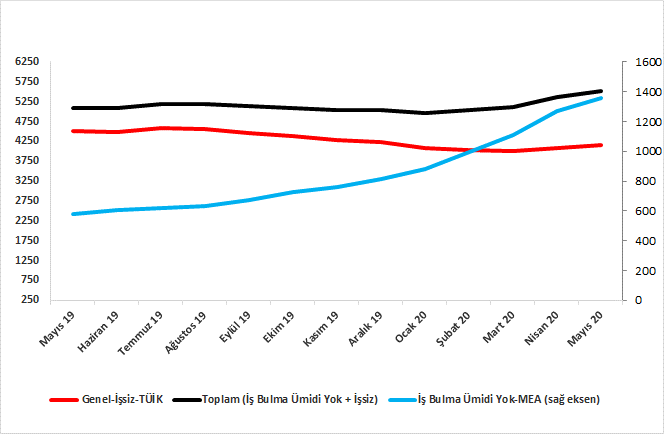 6250
5750
5250
4750
4250
3750
3250
2750
2250
1750
1250
750
250
1600
1400
1200
1000
800
600
400
200
0
Mayıs 19
Haziran 19
Temmuz 19
Ağustos 19
Eylül 19
Ekim 19
Kasım 19
Aralık 19
Ocak 20
Şubat 20
Mart 20
Nisan 20
Mayıs 20
Genel-İşsiz-TÜİK Toplam (İş Bulma Ümidi Yok + İşsiz) İş Bulma Ümidi Yok-MEA (sağ eksen)